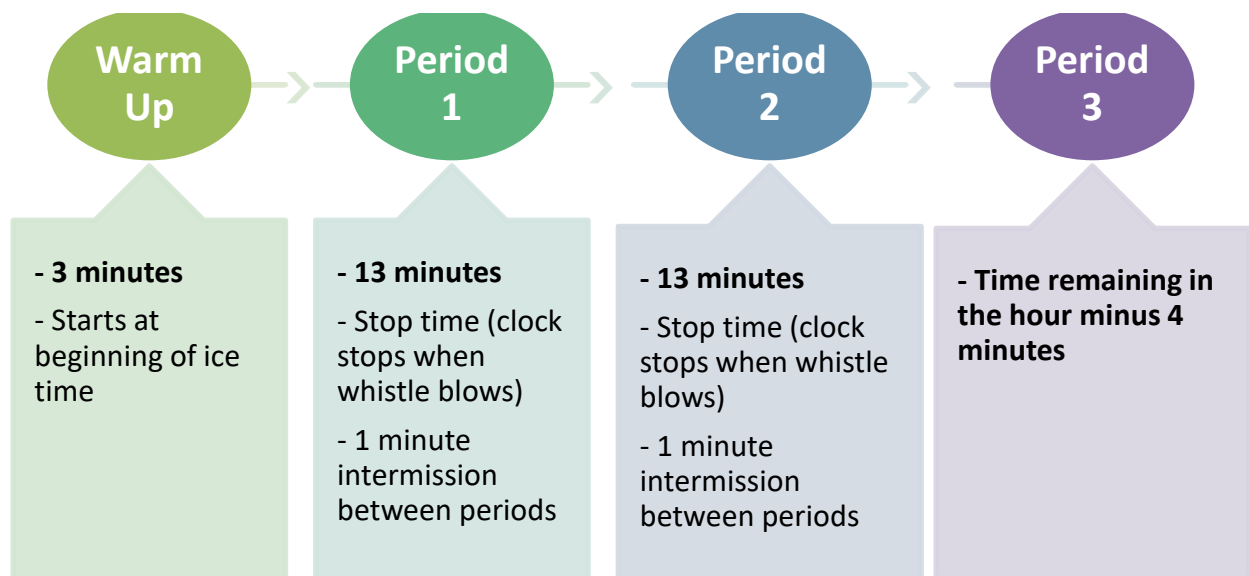 Warm
Up
Period
1
Period
2
Period
3
- 3 minutes
- Starts at
beginning of ice
time
- 13 minutes
- Stop time (clock
stops when
whistle blows)
- 1 minute
intermission
between periods
- 13 minutes
- Stop time (clock
stops when whistle
blows)
- 1 minute
intermission
between periods
- Time remaining in
the hour minus 4
minutes